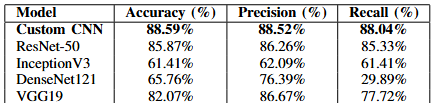 Model Accuracy (%) Precision (%) Recall (%)
Custom CNN 88.59% 88.52% 88.04%
ResNet-50 85.87% 86.26% 85.33%
InceptionV3 61.41% 62.09% 61.41%
DenseNet121 65.76% 76.39% 29.89%
VGG19 82.07% 86.67% 77.72%